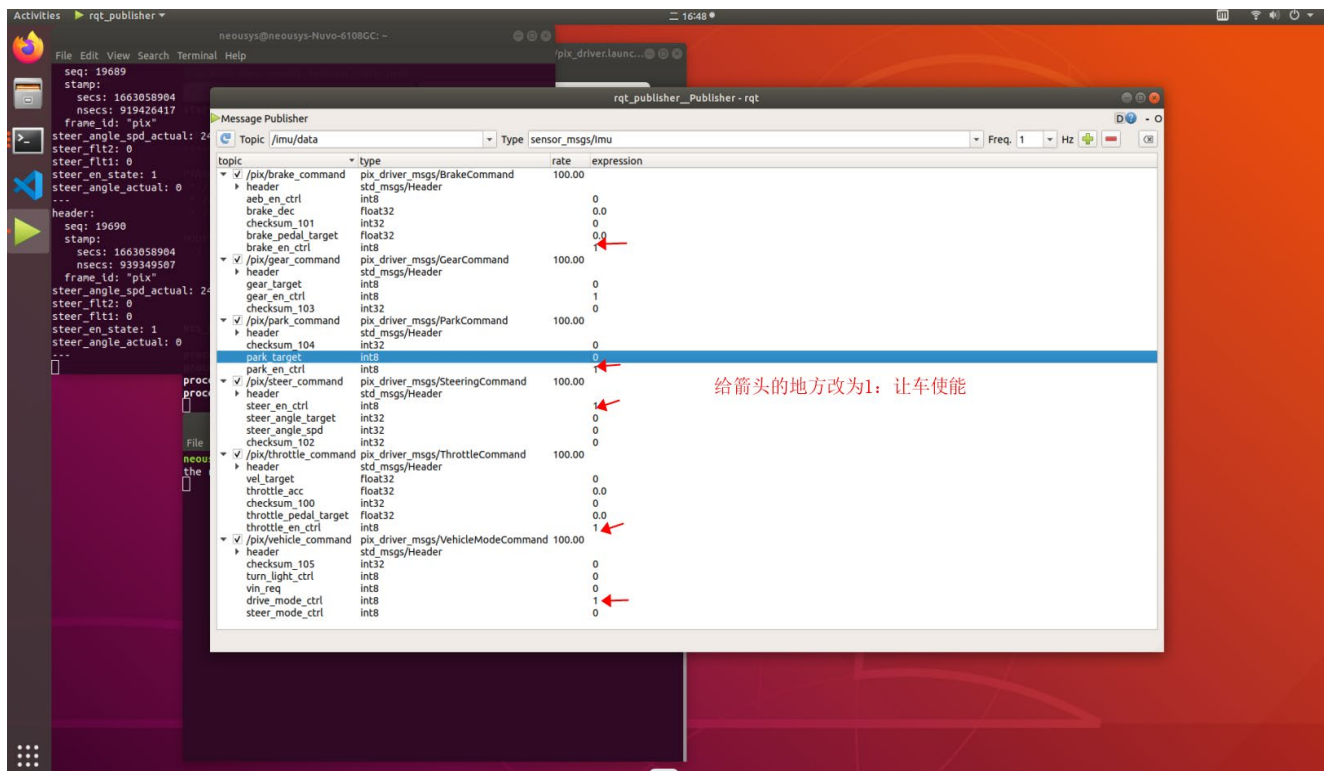 Activities rqt_publisher 二 16:48
neousys@neousys-Nuvo-6108GC: ~
File Edit View Search Terminal Help
/pix_driver.launc...
seq: 19689
stamp:
secs: 1663058904
nsecs: 919426417
frame_id: "pix"
steer_angle_spd_actual: 24
steer_flt2: 0
steer_flt1: 0
steer_en_state: 1
steer_angle_actual: 0
---
header:
seq: 19690
stamp:
secs: 1663058904
nsecs: 939349507
frame_id: "pix"
steer_angle_spd_actual: 24
steer_flt2: 0
steer_flt1: 0
steer_en_state: 1
steer_angle_actual: 0
---
proce
proce
File
neous
the r
rqt_publisher__Publisher - rqt
Message Publisher D - O
Topic /imu/data Type sensor_msgs/Imu Freq. 1 Hz
topic type rate expression
/pix/brake_command pix_driver_msgs/BrakeCommand 100.00
header std_msgs/Header
aeb_en_ctrl int8 0
brake_dec float32 0.0
checksum_101 int32 0
brake_pedal_target float32 0.0
brake_en_ctrl int8 1
/pix/gear_command pix_driver_msgs/GearCommand 100.00
header std_msgs/Header
gear_target int8 0
gear_en_ctrl int8 1
checksum_103 int32 0
/pix/park_command pix_driver_msgs/ParkCommand 100.00
header std_msgs/Header
checksum_104 int32 0
park_target int8 0
park_en_ctrl int8 1
/pix/steer_command pix_driver_msgs/SteeringCommand 100.00
header std_msgs/Header
steer_en_ctrl int8 1
steer_angle_target int32 0
steer_angle_spd int32 0
checksum_102 int32 0
/pix/throttle_command pix_driver_msgs/ThrottleCommand 100.00
header std_msgs/Header
vel_target float32 0
throttle_acc float32 0.0
checksum_100 int32 0
throttle_pedal_target float32 0.0
throttle_en_ctrl int8 1
/pix/vehicle_command pix_driver_msgs/VehicleModeCommand 100.00
header std_msgs/Header
checksum_105 int32 0
turn_light_ctrl int8 0
vin_req int8 0
drive_mode_ctrl int8 1
steer_mode_ctrl int8 0
给箭头的地方改为1：让车使能